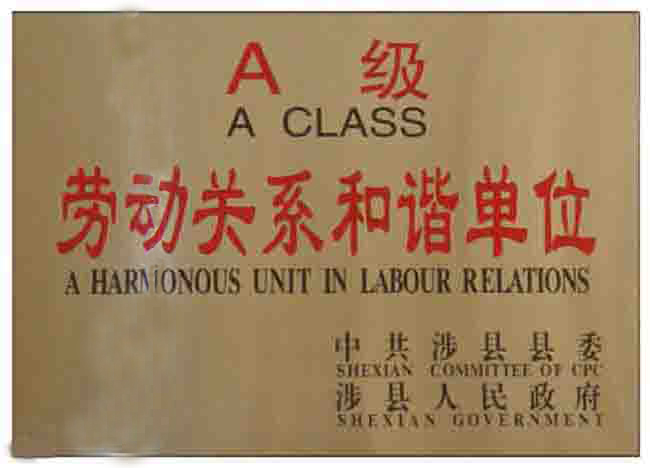 A 级
A CLASS
劳动关系和谐单位
A HARMONOUS UNIT IN LABOUR RELATIONS
中共涉县县委
SHEXIAN COMMITTEE OF CPC
涉县人民政府
SHEXIAN GOVERNMENT